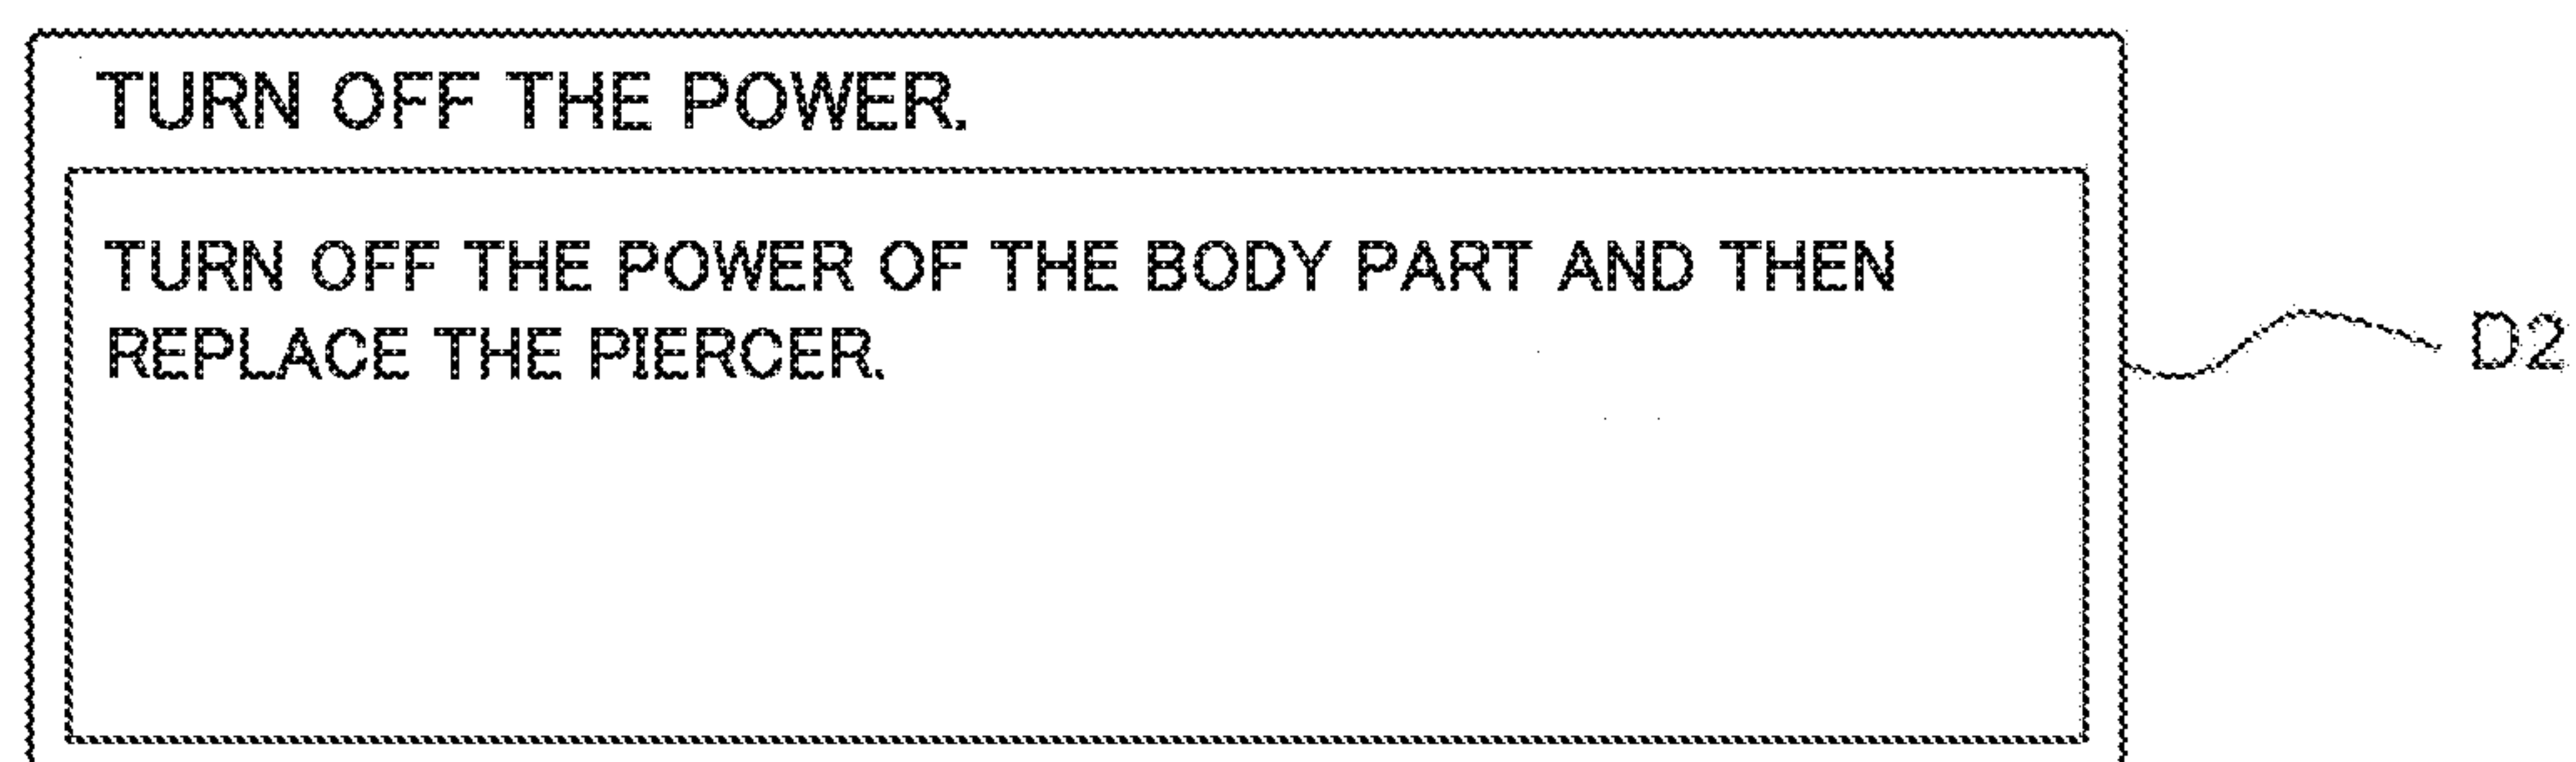 TURN OFF THE POWER.
TURN OFF THE POWER OF THE BODY PART AND THEN
REPLACE THE PIERCER.
D2